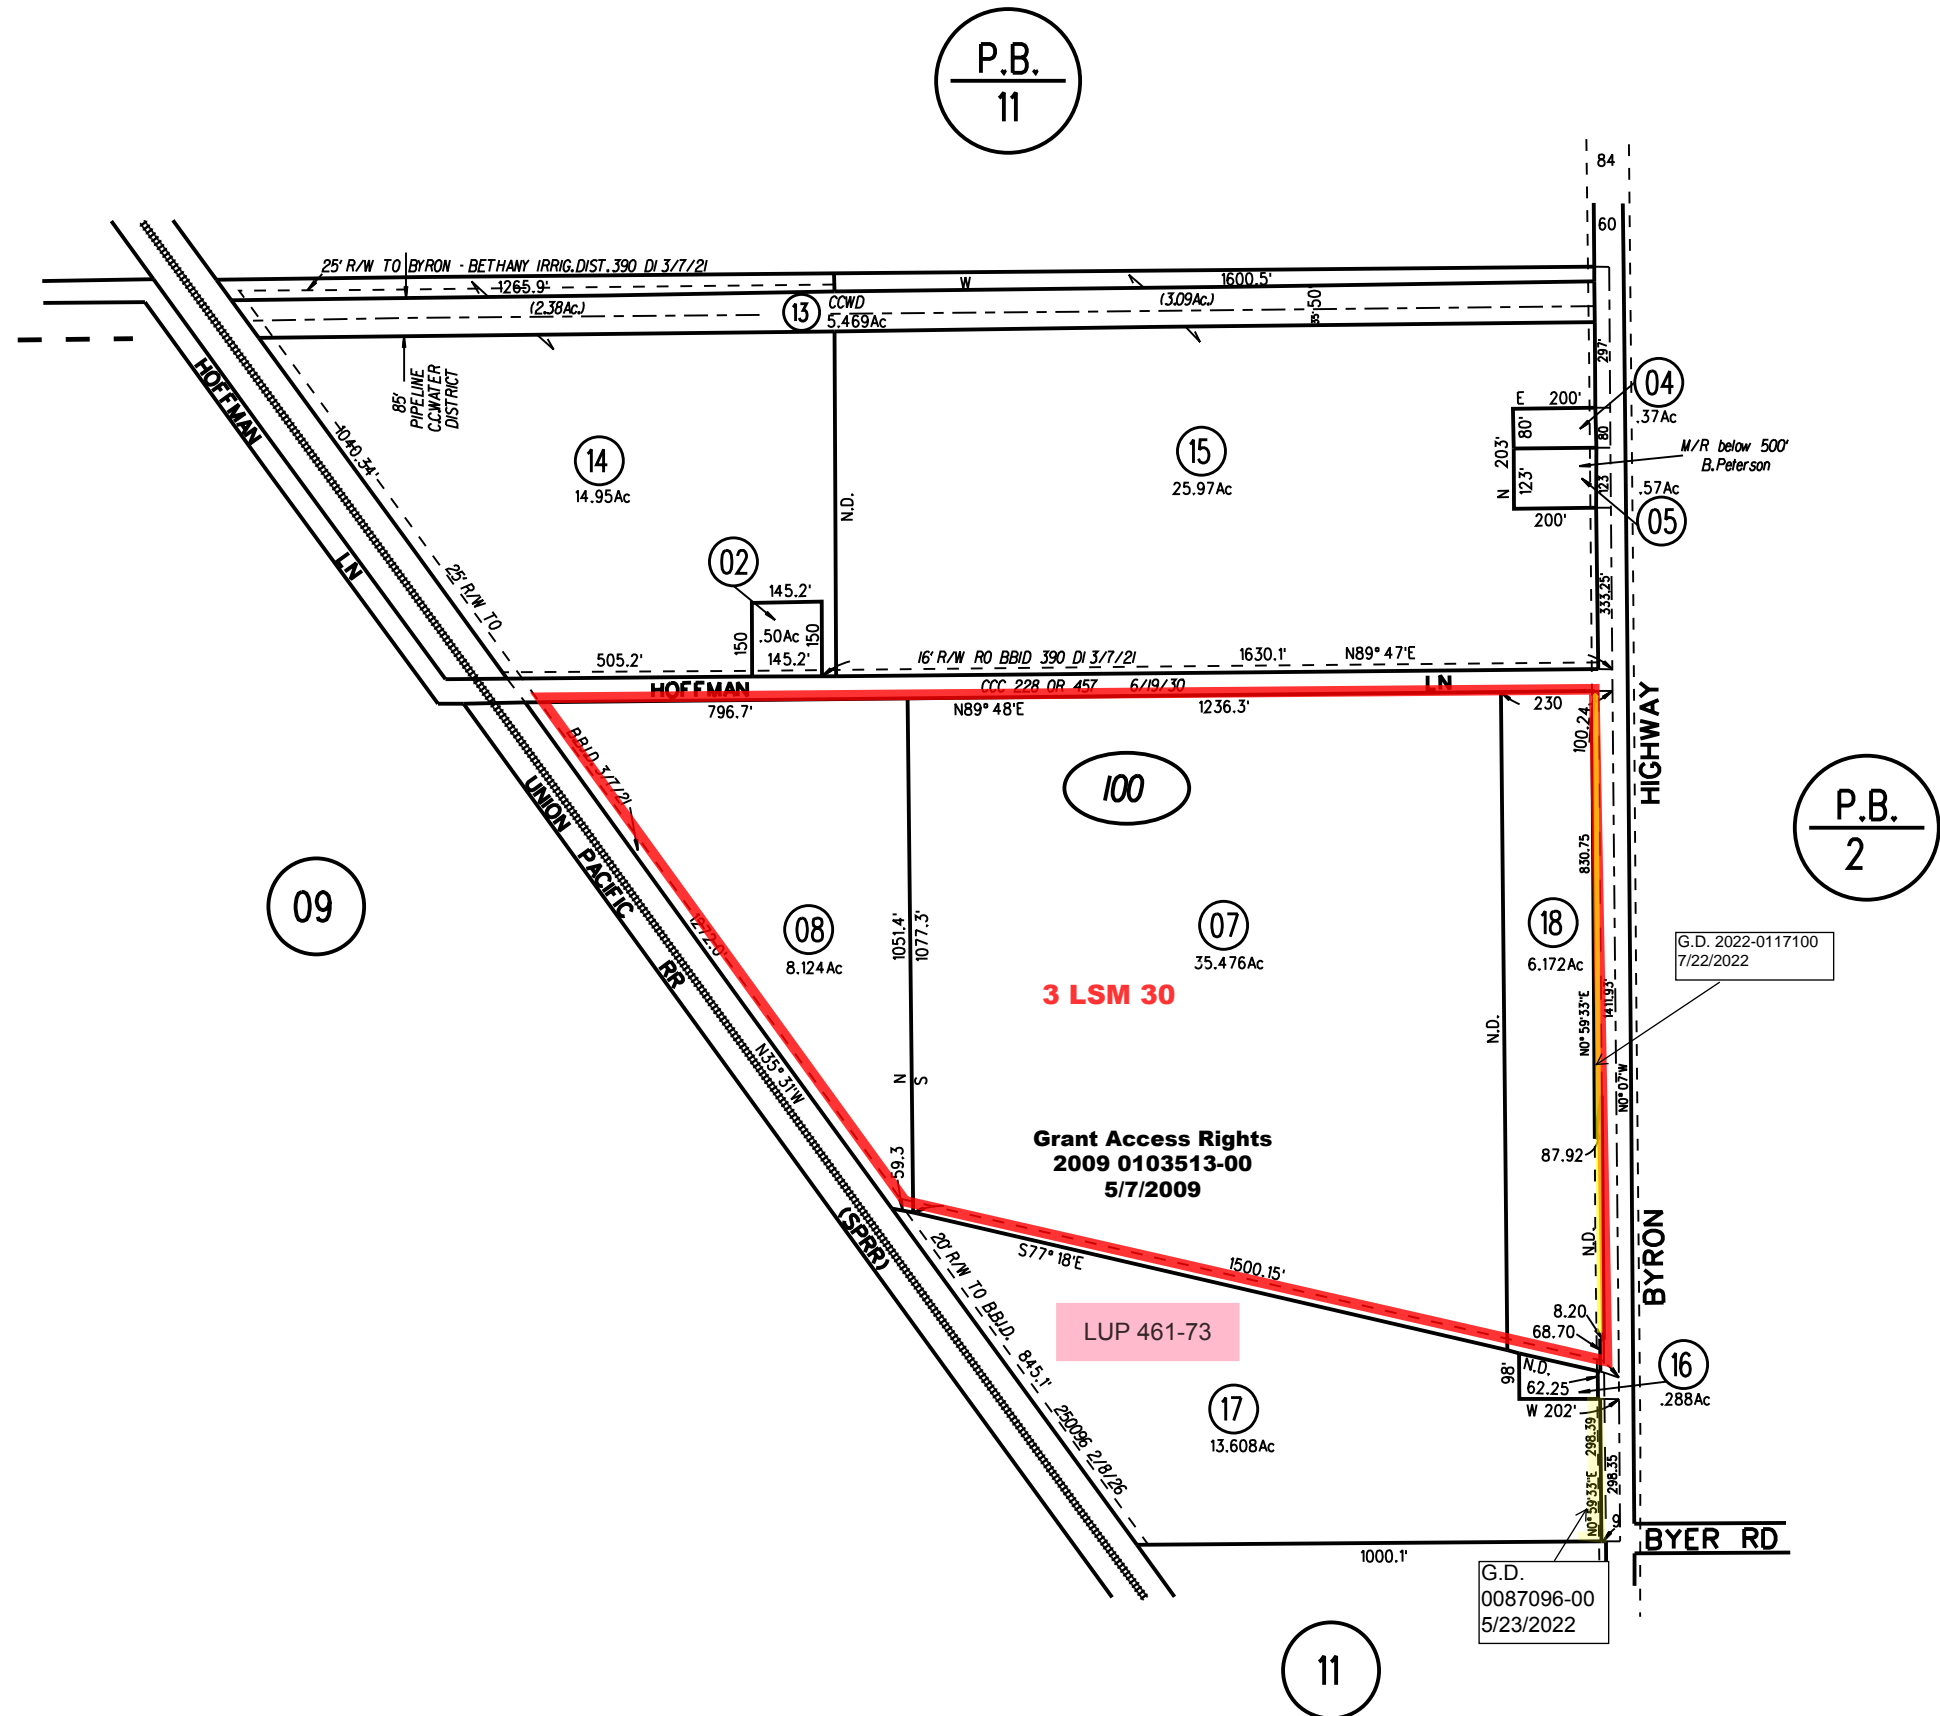 P.B.
11
84
60
25' R/W TO BYRON - BETHANY IRRIG.DIST.390 DI 3/7/21
1265.9'
W
1600.5'
(2.38Ac.)
13
CCWD
5.469Ac
(3.09Ac.)
35'
50'
297'
HOFFMAN
LN
85'
PIPELINE
C.C.WATER
DISTRICT
1040.34'
E
200'
80'
80
04
.37Ac
203'
N
123'
123
M/R below 500'
B.Peterson
.57Ac
05
200'
14
14.95Ac
15
25.97Ac
N.D.
02
145.2'
150
.50Ac
150
145.2'
25' R/W TO
333.25'
505.2'
16' R/W RO BBID 390 DI 3/7/21
1630.1'
N89° 47'E
HOFFMAN
CCC 228 OR 457
6/19/30
LN
796.7'
N89° 48'E
1236.3'
230
100.24
HIGHWAY
BBID. 3/7/21
100
P.B.
2
UNION PACIFIC RR
(SPRR)
830.75
09
1272.0'
08
8.124Ac
1051.4'
1077.3'
07
35.476Ac
18
6.172Ac
G.D. 2022-0117100
7/22/2022
3 LSM 30
N.D.
N0° 59'33"E
1411.93'
N35° 31'W
N
S
N0° 07'W
Grant Access Rights
2009 0103513-00
5/7/2009
59.3
87.92
N.D.
BYRON
S77° 18'E
1500.15'
20' R/W TO B.B.I.D.
845.1'
250096 2/8/26
LUP 461-73
8.20
68.70
98'
N.D.
62.25
16
.288Ac
W 202'
17
13.608Ac
298.39
N0° 59'33"E
298.35
9
BYER RD
1000.1'
G.D.
0087096-00
5/23/2022
11